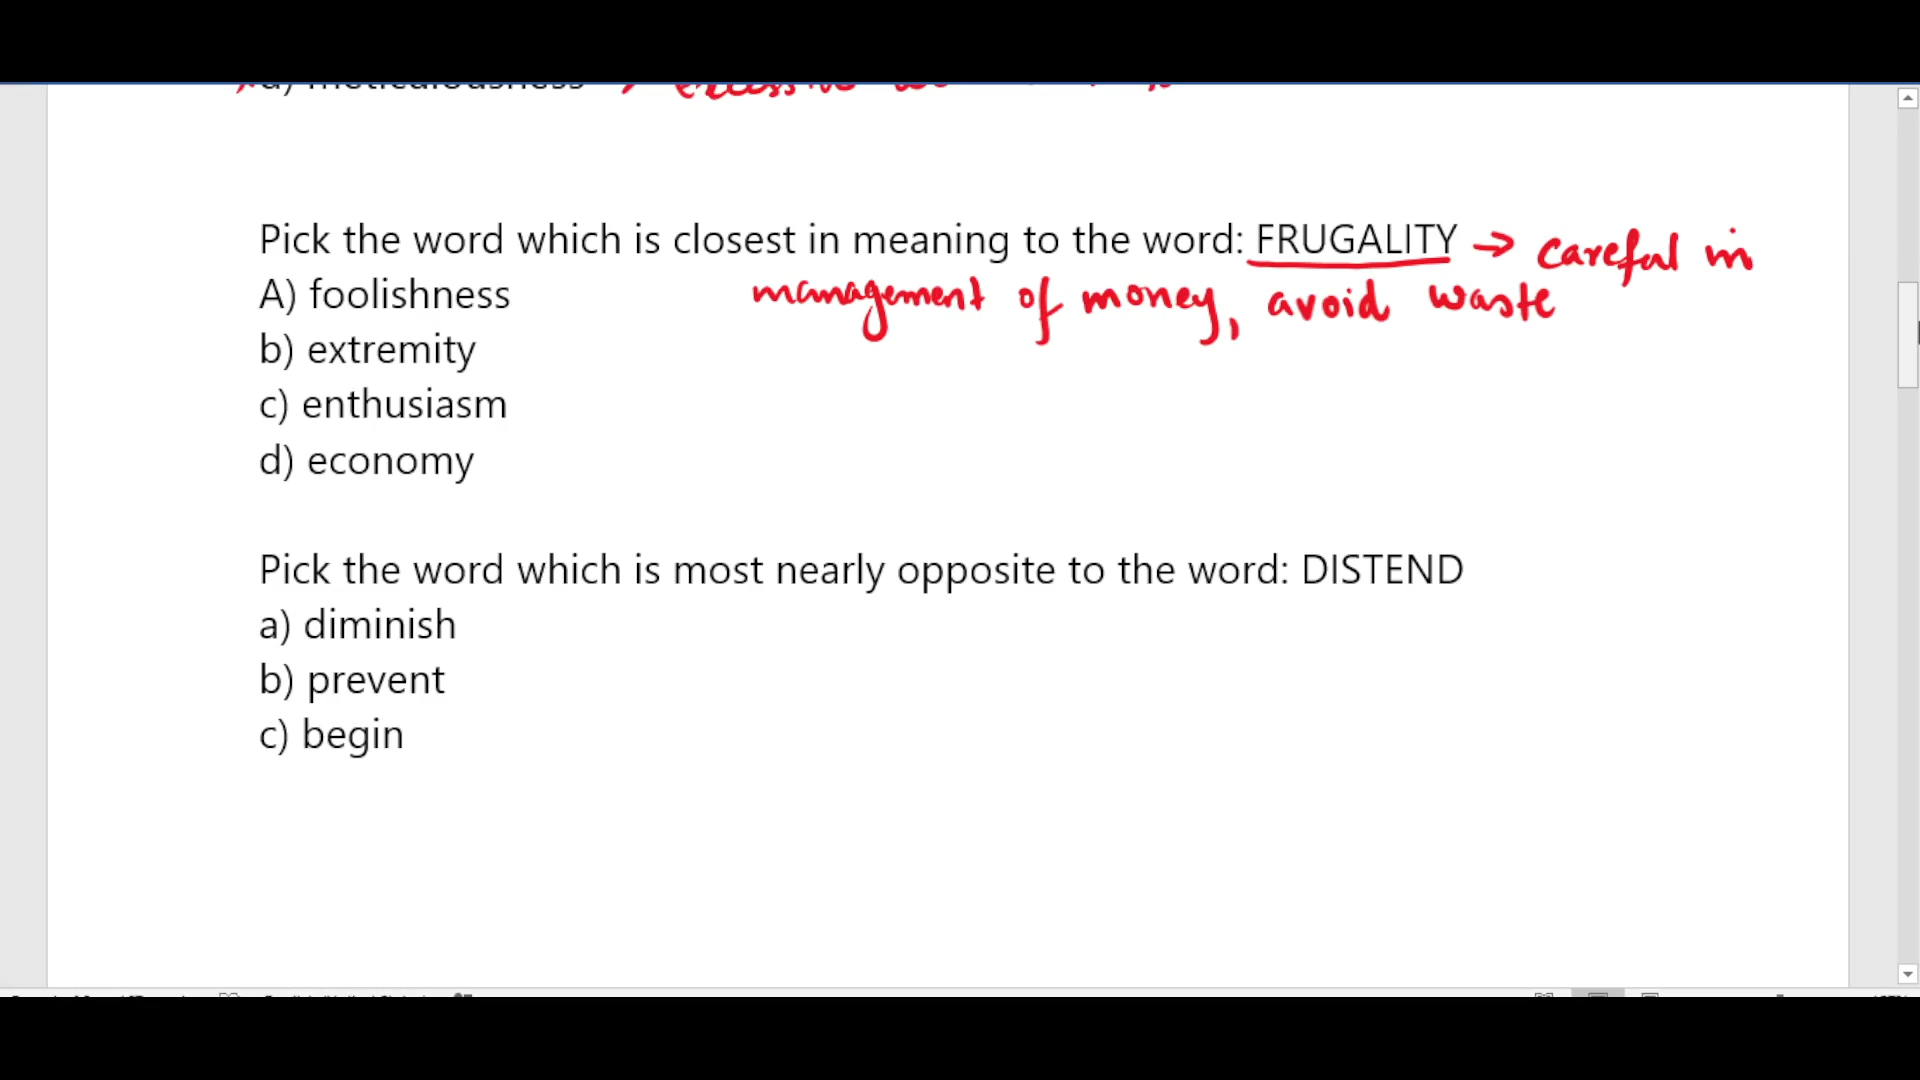 Pick the word which is closest in meaning to the word: FRUGALITY → careful in
A) foolishness management of money, avoid waste
b) extremity
c) enthusiasm
d) economy
Pick the word which is most nearly opposite to the word: DISTEND
a) diminish
b) prevent
c) begin